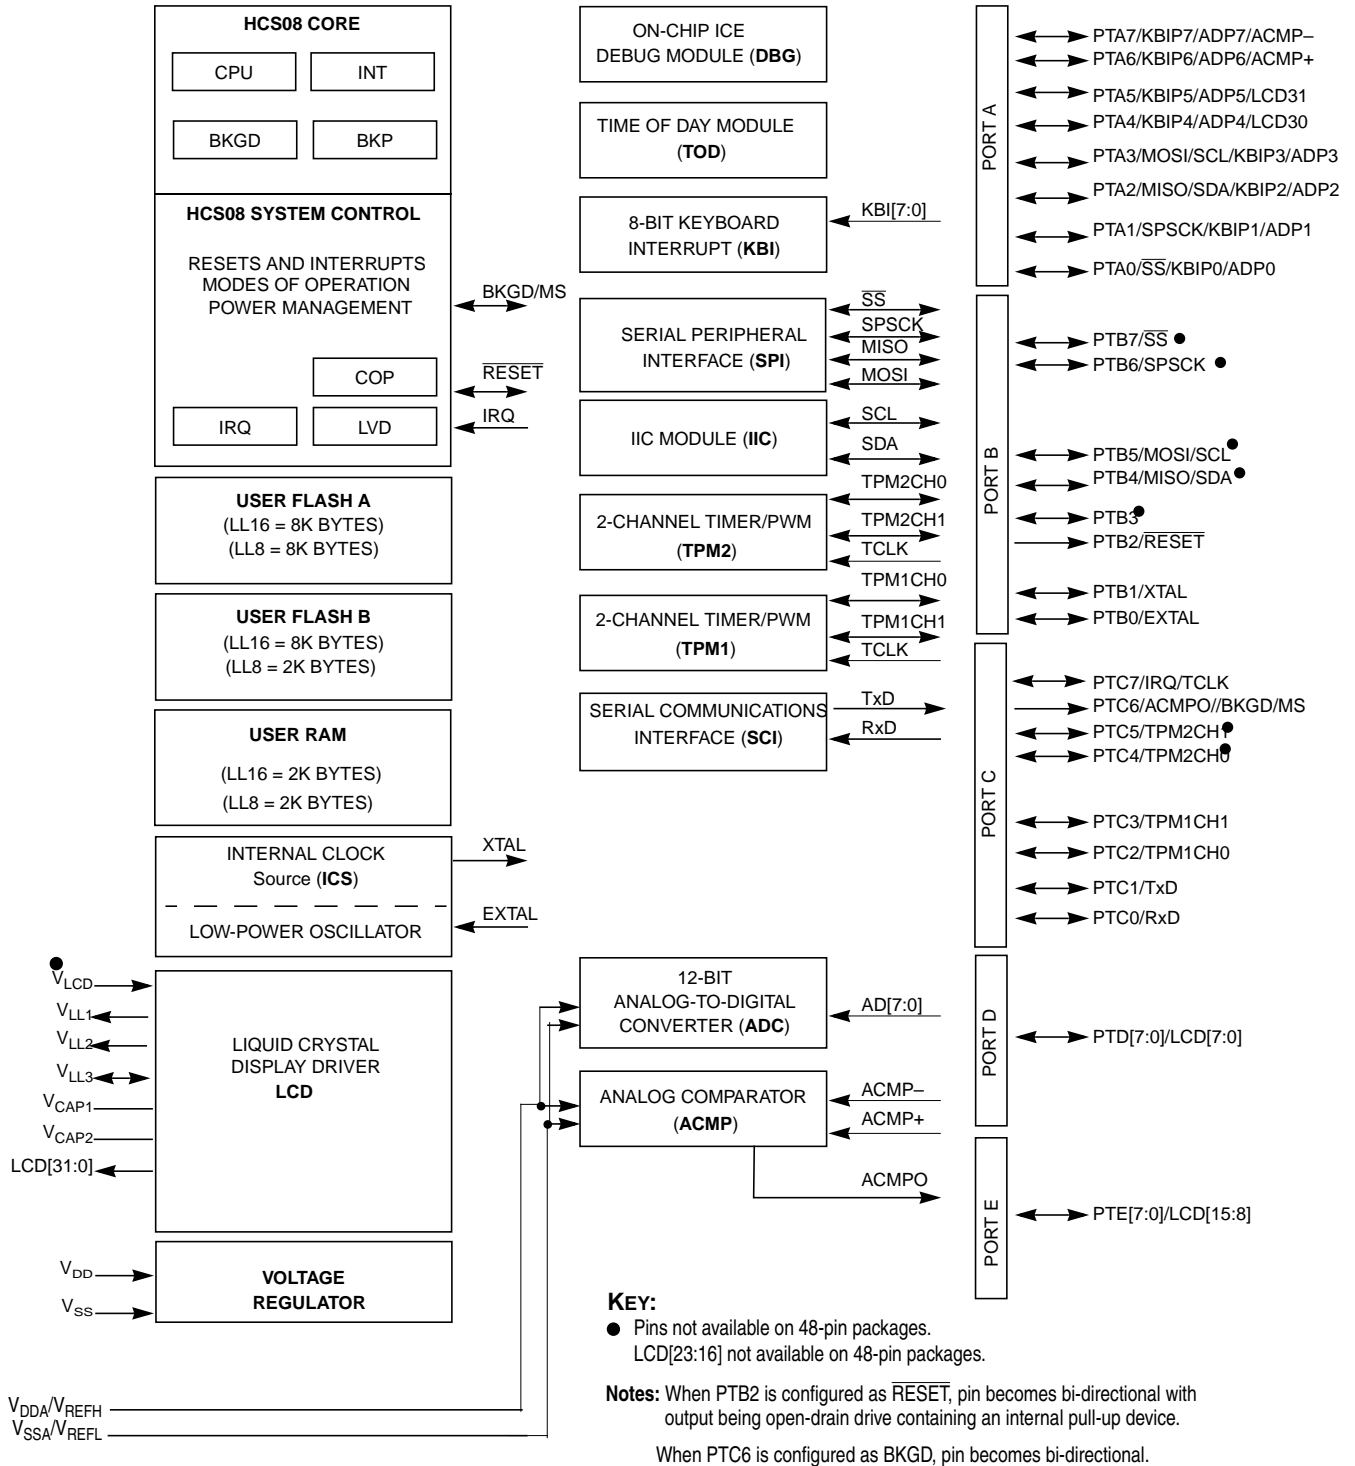 HCS08 CORE
CPU
INT
BKGD
BKP
HCS08 SYSTEM CONTROL
RESETS AND INTERRUPTS
MODES OF OPERATION
POWER MANAGEMENT
COP
IRQ
LVD
BKGD/MS
RESET
IRQ
USER FLASH A
(LL16 = 8K BYTES)
(LL8 = 8K BYTES)
USER FLASH B
(LL16 = 8K BYTES)
(LL8 = 2K BYTES)
USER RAM
(LL16 = 2K BYTES)
(LL8 = 2K BYTES)
INTERNAL CLOCK
Source (ICS)
LOW-POWER OSCILLATOR
XTAL
EXTAL
VLCD
VLL1
VLL2
VLL3
VCAP1
VCAP2
LCD[31:0]
LIQUID CRYSTAL
DISPLAY DRIVER
LCD
VDD
VSS
VOLTAGE
REGULATOR
VDDA/VREFH
VSSA/VREFL
ON-CHIP ICE
DEBUG MODULE (DBG)
TIME OF DAY MODULE
(TOD)
8-BIT KEYBOARD
INTERRUPT (KBI)
KBI[7:0]
SERIAL PERIPHERAL
INTERFACE (SPI)
SS
SPSCK
MISO
MOSI
IIC MODULE (IIC)
SCL
SDA
2-CHANNEL TIMER/PWM
(TPM2)
TPM2CH0
TPM2CH1
TCLK
2-CHANNEL TIMER/PWM
(TPM1)
TPM1CH0
TPM1CH1
TCLK
SERIAL COMMUNICATIONS
INTERFACE (SCI)
TxD
RxD
12-BIT
ANALOG-TO-DIGITAL
CONVERTER (ADC)
AD[7:0]
ANALOG COMPARATOR
(ACMP)
ACMP–
ACMP+
ACMPO
PORT A
PTA7/KBIP7/ADP7/ACMP–
PTA6/KBIP6/ADP6/ACMP+
PTA5/KBIP5/ADP5/LCD31
PTA4/KBIP4/ADP4/LCD30
PTA3/MOSI/SCL/KBIP3/ADP3
PTA2/MISO/SDA/KBIP2/ADP2
PTA1/SPSCK/KBIP1/ADP1
PTA0/SS/KBIP0/ADP0
PORT B
PTB7/SS ●
PTB6/SPSCK ●
PTB5/MOSI/SCL●
PTB4/MISO/SDA●
PTB3●
PTB2/RESET
PTB1/XTAL
PTB0/EXTAL
PORT C
PTC7/IRQ/TCLK
PTC6/ACMPO//BKGD/MS
PTC5/TPM2CH1●
PTC4/TPM2CH0●
PTC3/TPM1CH1
PTC2/TPM1CH0
PTC1/TxD
PTC0/RxD
PORT D
PTD[7:0]/LCD[7:0]
PORT E
PTE[7:0]/LCD[15:8]
KEY:
● Pins not available on 48-pin packages.
LCD[23:16] not available on 48-pin packages.
Notes: When PTB2 is configured as RESET, pin becomes bi-directional with
output being open-drain drive containing an internal pull-up device.
When PTC6 is configured as BKGD, pin becomes bi-directional.